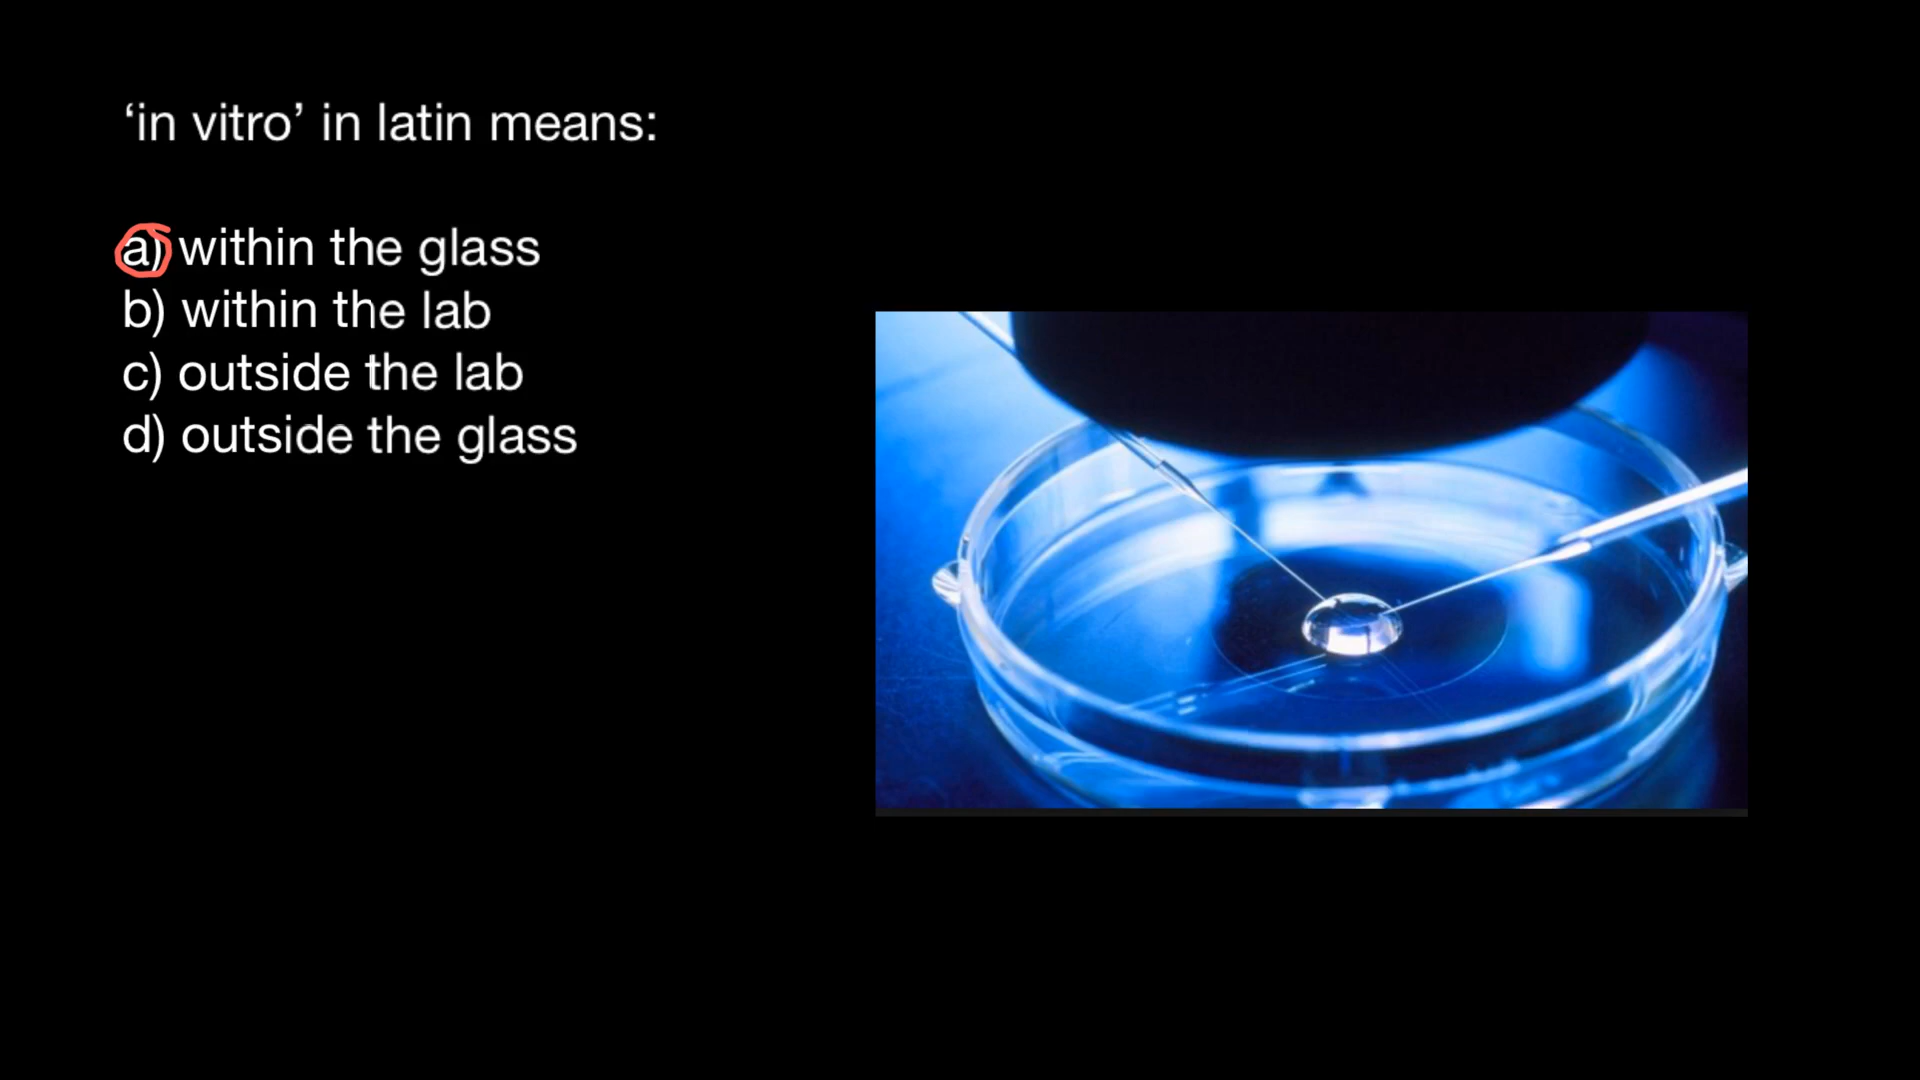 ‘in vitro’ in latin means:
a) within the glass
b) within the lab
c) outside the lab
d) outside the glass